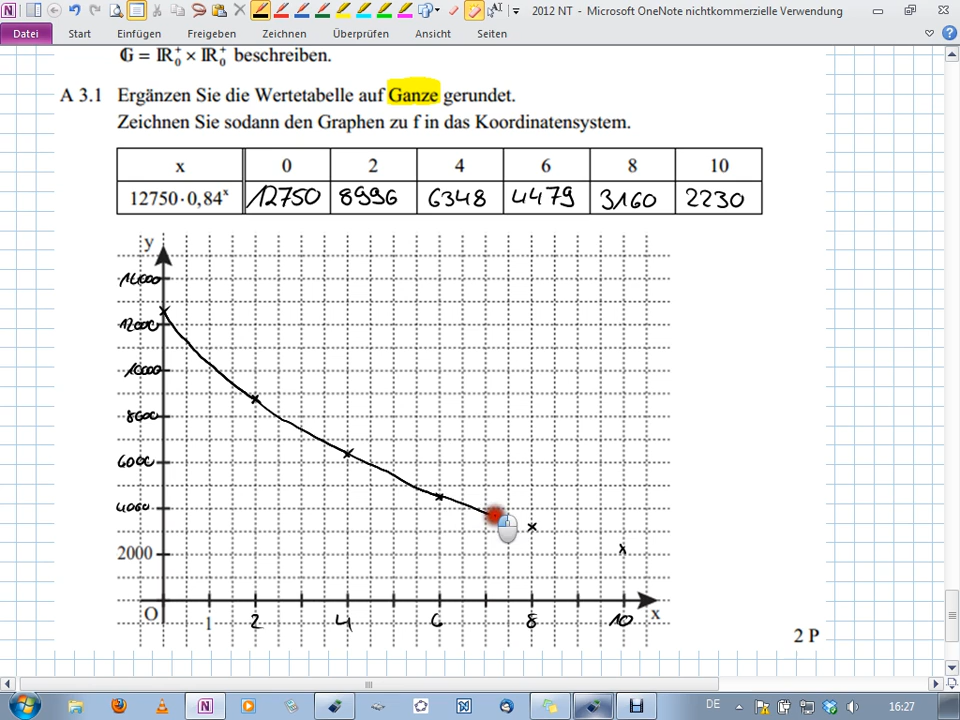 2012 NT - Microsoft OneNote nichtkommerzielle Verwendung
Datei Start Einfügen Freigeben Zeichnen Überprüfen Ansicht Seiten
𝔾 = ℝ₀⁺ × ℝ₀⁺ beschreiben.
A 3.1 Ergänzen Sie die Wertetabelle auf Ganze gerundet.
Zeichnen Sie sodann den Graphen zu f in das Koordinatensystem.
x 0 2 4 6 8 10
12750·0,84ˣ 12750 8996 6348 4479 3160 2230
y
14000
12000
10000
8000
6000
4000
2000
O 1 2 4 6 8 10 x
2 P
DE 16:27